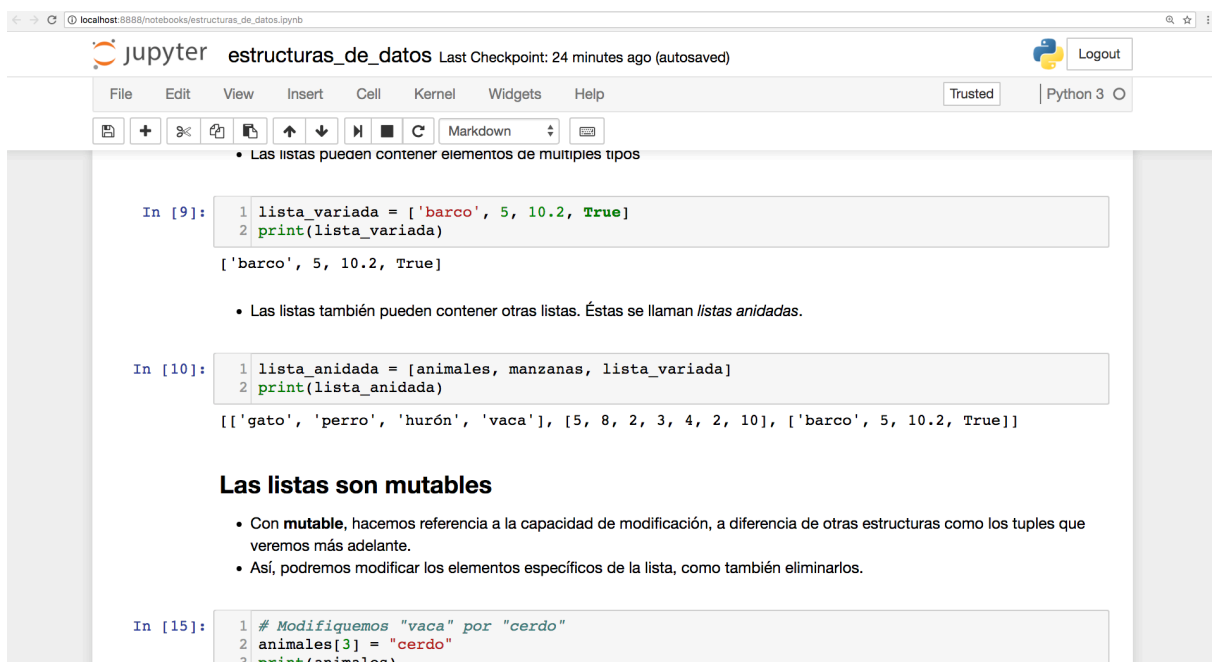 localhost:8888/notebooks/estructuras_de_datos.ipynb
jupyter estructuras_de_datos Last Checkpoint: 24 minutes ago (autosaved)
Logout
File Edit View Insert Cell Kernel Widgets Help Trusted Python 3
Markdown
• Las listas pueden contener elementos de múltiples tipos
In [9]: 1 lista_variada = ['barco', 5, 10.2, True]
2 print(lista_variada)
['barco', 5, 10.2, True]
• Las listas también pueden contener otras listas. Éstas se llaman listas anidadas.
In [10]: 1 lista_anidada = [animales, manzanas, lista_variada]
2 print(lista_anidada)
[['gato', 'perro', 'hurón', 'vaca'], [5, 8, 2, 3, 4, 2, 10], ['barco', 5, 10.2, True]]
Las listas son mutables
• Con mutable, hacemos referencia a la capacidad de modificación, a diferencia de otras estructuras como los tuples que
veremos más adelante.
• Así, podremos modificar los elementos específicos de la lista, como también eliminarlos.
In [15]: 1 # Modifiquemos "vaca" por "cerdo"
2 animales[3] = "cerdo"
3 print(animales)